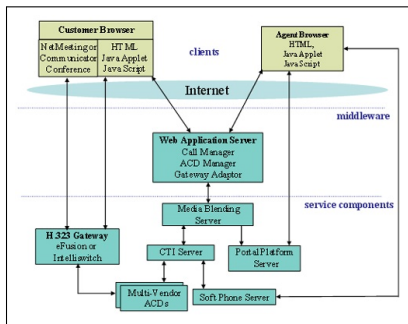 Customer Browser
NetMeeting or
Communicator
Conference
HTML
Java Applet
Java Script
clients
Agent Browser
HTML,
Java Applet
Java Script
Internet
middleware
Web Application Server
Call Manager
ACD Manager
Gateway Adaptor
Media Blending
Server
service components
H.323 Gateway
eFusion or
Intelliswitch
CTI Server
Portal Platform
Server
Multi-Vendor
ACDs
Soft Phone Server